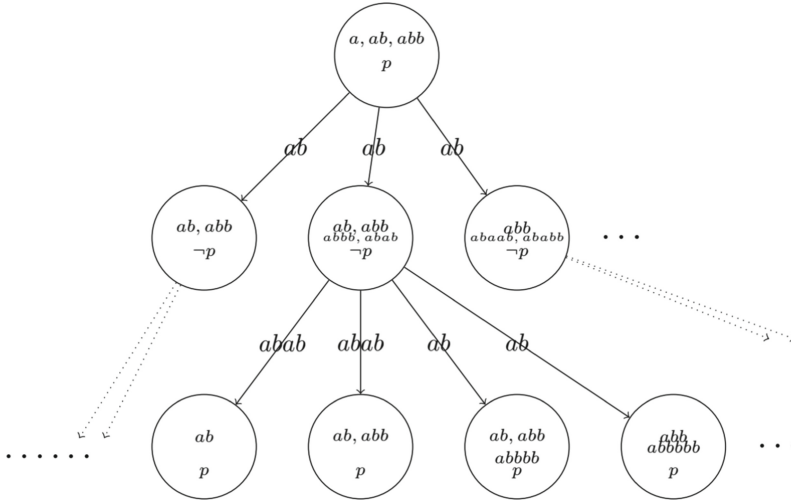 a, ab, abb
p
ab
ab
ab
ab, abb
¬p
ab, abb
abbb, abab
¬p
abb
abaab, ababb
¬p
...
abab
abab
ab
ab
......
ab
p
ab, abb
p
ab, abb
abbbb
p
abb
abbbbb
p
..